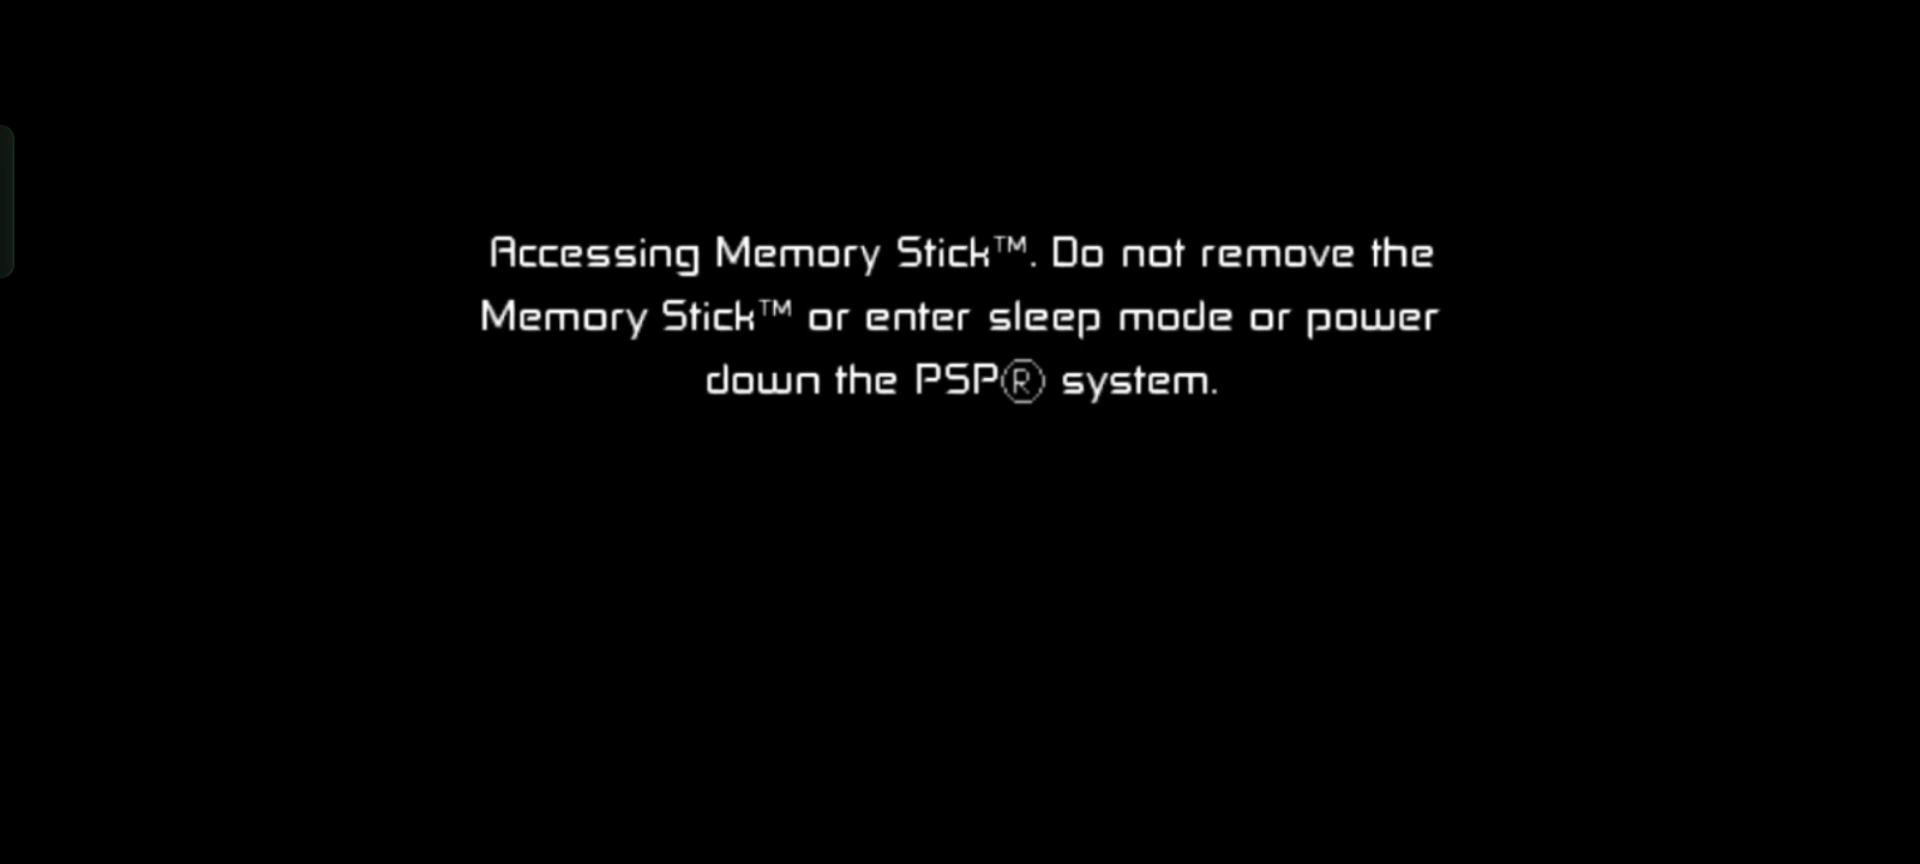 Accessing Memory Stick™. Do not remove the
Memory Stick™ or enter sleep mode or power
down the PSP® system.